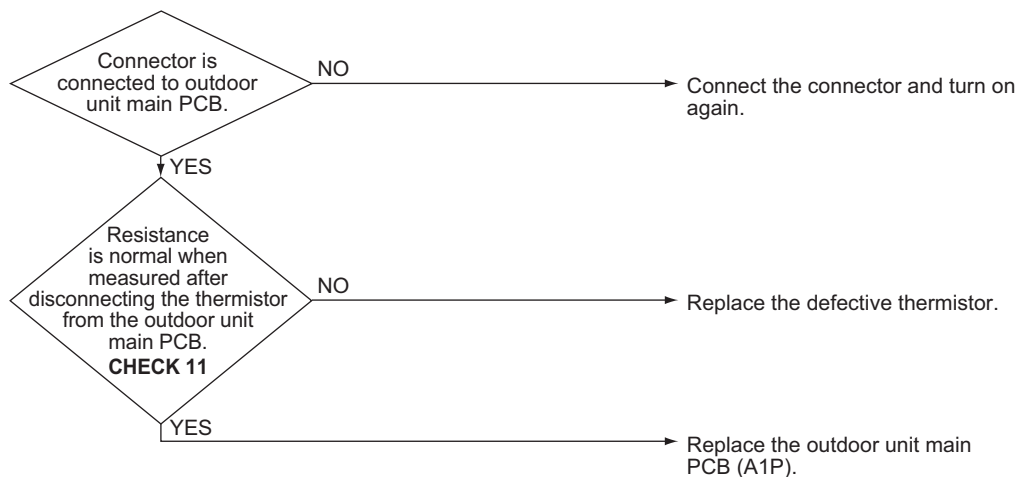 Connector is
connected to outdoor
unit main PCB.
NO
Connect the connector and turn on
again.
YES
Resistance
is normal when
measured after
disconnecting the thermistor
from the outdoor unit
main PCB.
CHECK 11
NO
Replace the defective thermistor.
YES
Replace the outdoor unit main
PCB (A1P).